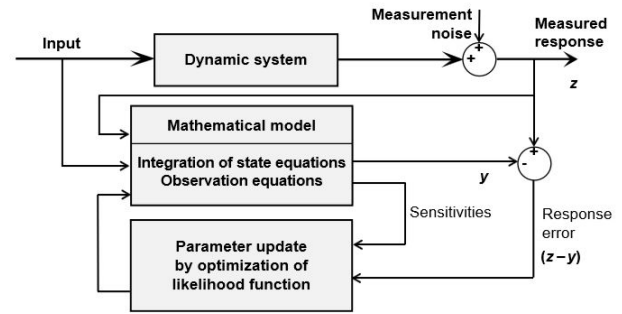 Measurement
noise
Measured
response
Input
Dynamic system
+
+
z
Mathematical model
Integration of state equations
Observation equations
y
+
-
Sensitivities
Response
error
(z–y)
Parameter update
by optimization of
likelihood function